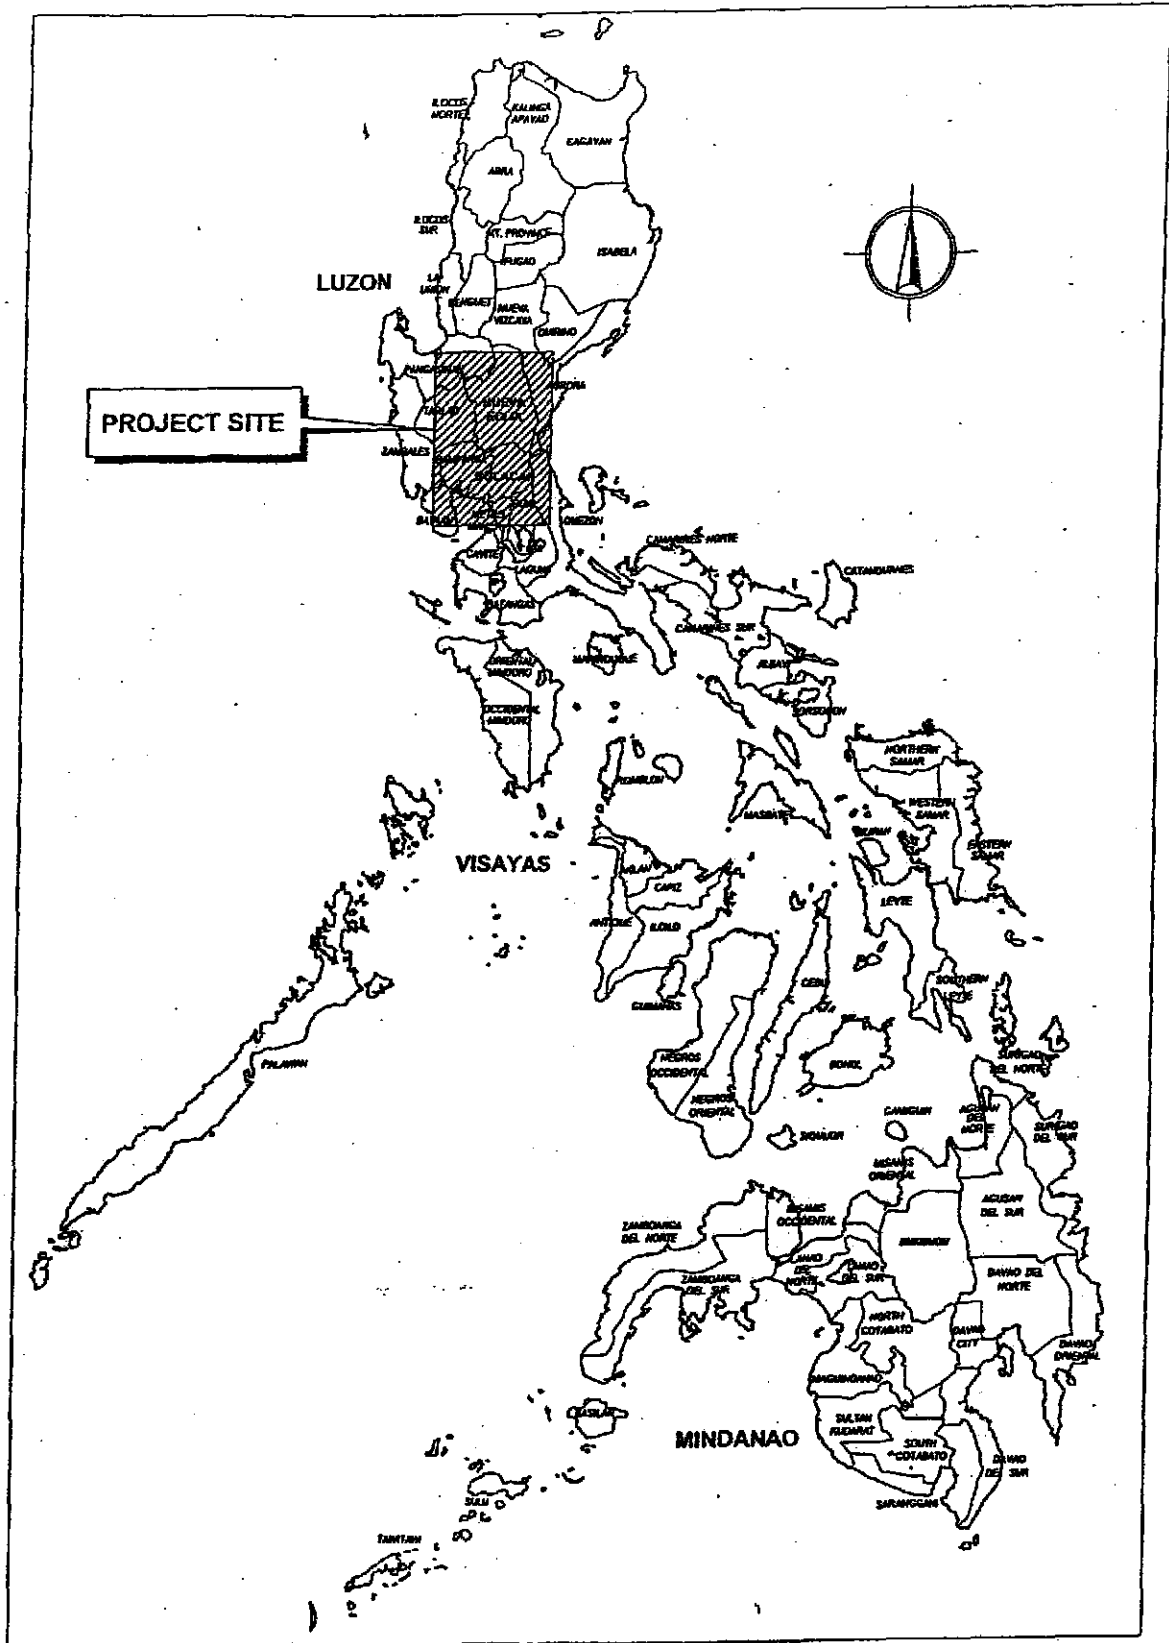 ILOCOS
NORTE
KALINGA
APAYAO
CAGAYAN
ABRA
ILOCOS
SUR
MT. PROVINCE
IFUGAO
ISABELA
LUZON
LA
UNION
BENGUET
NUEVA
VIZCAYA
QUIRINO
PANGASINAN
AURORA
TARLAC
NUEVA
ECIJA
PROJECT SITE
ZAMBALES
BULACAN
BATAAN
QUEZON
CAVITE
LAGUNA
BATANGAS
CAMARINES NORTE
CATANDUANES
CAMARINES SUR
MARINDUQUE
ALBAY
ORIENTAL
MINDORO
OCCIDENTAL
MINDORO
SORSOGON
NORTHERN
SAMAR
ROMBLON
MASBATE
WESTERN
SAMAR
BILIRAN
EASTERN
SAMAR
VISAYAS
AKLAN
CAPIZ
LEYTE
ANTIQUE
ILOILO
CEBU
SOUTHERN
LEYTE
GUIMARAS
PALAWAN
NEGROS
OCCIDENTAL
BOHOL
SURIGAO
DEL NORTE
NEGROS
ORIENTAL
CAMIGUIN
AGUSAN
DEL
NORTE
SURIGAO
DEL SUR
SIQUIJOR
MISAMIS
ORIENTAL
MISAMIS
OCCIDENTAL
AGUSAN
DEL SUR
ZAMBOANGA
DEL NORTE
BUKIDNON
LANAO
DEL
NORTE
LANAO
DEL SUR
ZAMBOANGA
DEL SUR
DAVAO DEL
NORTE
NORTH
COTABATO
DAVAO
CITY
DAVAO
ORIENTAL
MAGUINDANAO
BASILAN
SULTAN
KUDARAT
MINDANAO
SOUTH
COTABATO
DAVAO
DEL SUR
SARANGGANI
SULU
TAWITAWI